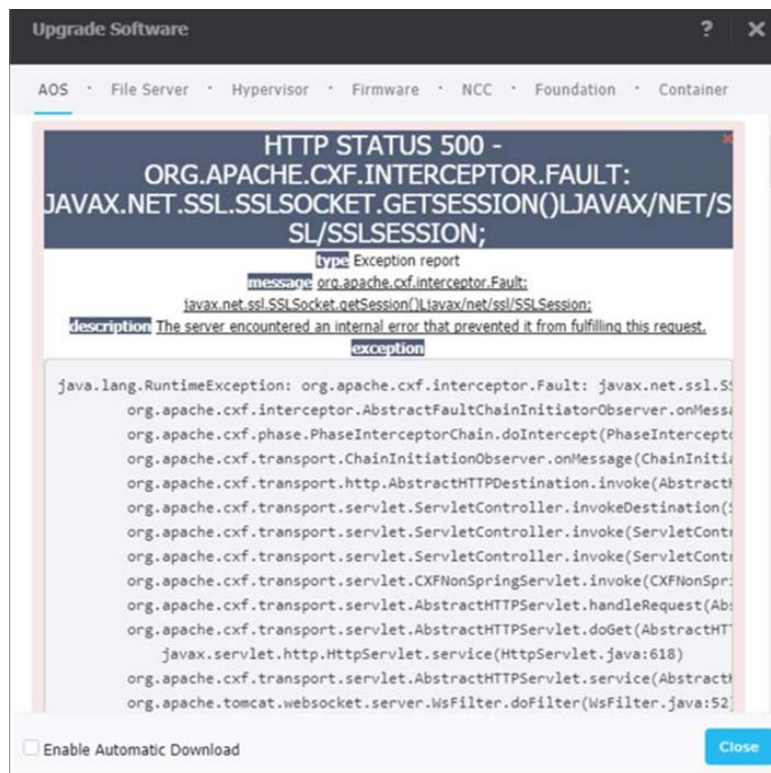 Upgrade Software ? ×
AOS · File Server · Hypervisor · Firmware · NCC · Foundation · Container
HTTP STATUS 500 -
ORG.APACHE.CXF.INTERCEPTOR.FAULT:
JAVAX.NET.SSL.SSLSOCKET.GETSESSION()LJAVAX/NET/S
SL/SSLSESSION;
type Exception report
message org.apache.cxf.interceptor.Fault:
javax.net.ssl.SSLSocket.getSession()Ljavax/net/ssl/SSLSession;
description The server encountered an internal error that prevented it from fulfilling this request.
exception
java.lang.RuntimeException: org.apache.cxf.interceptor.Fault: javax.net.ssl.SS
org.apache.cxf.interceptor.AbstractFaultChainInitiatorObserver.onMessa
org.apache.cxf.phase.PhaseInterceptorChain.doIntercept(PhaseIntercepto
org.apache.cxf.transport.ChainInitiationObserver.onMessage(ChainInitia
org.apache.cxf.transport.http.AbstractHTTPDestination.invoke(AbstractH
org.apache.cxf.transport.servlet.ServletController.invokeDestination(S
org.apache.cxf.transport.servlet.ServletController.invoke(ServletContr
org.apache.cxf.transport.servlet.ServletController.invoke(ServletContr
org.apache.cxf.transport.servlet.CXFNonSpringServlet.invoke(CXFNonSpri
org.apache.cxf.transport.servlet.AbstractHTTPServlet.handleRequest(Abs
org.apache.cxf.transport.servlet.AbstractHTTPServlet.doGet(AbstractHTT
javax.servlet.http.HttpServlet.service(HttpServlet.java:618)
org.apache.cxf.transport.servlet.AbstractHTTPServlet.service(AbstractH
org.apache.tomcat.websocket.server.WsFilter.doFilter(WsFilter.java:52)
Enable Automatic Download
Close